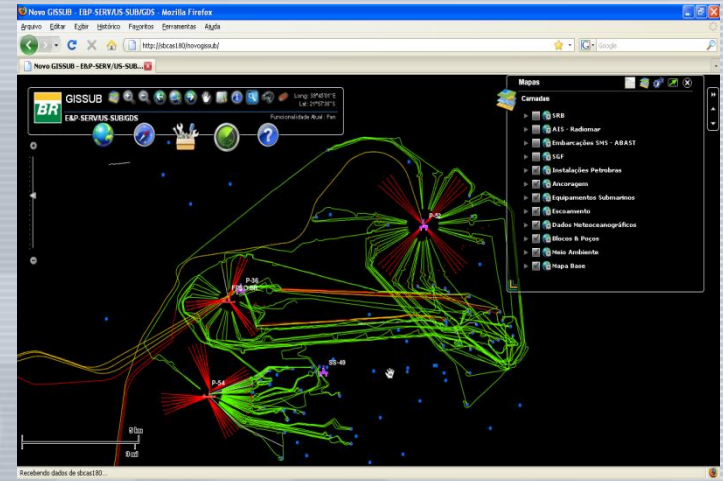 Novo GISSUB - E&P-SERV/US-SUB/GDS - Mozilla Firefox
Arquivo Editar Exibir Histórico Favoritos Ferramentas Ajuda
http://sbcas180/novogissub/
Google
Novo GISSUB - E&P-SERV/US-SUB...
BR
GISSUB
E&P-SERV/US-SUB/GDS
Funcionalidade Atual: Pan
Mapas
Camadas
SRB
AIS - Radiomar
Embarcações SMS - ABAST
SGF
Instalações Petrobras
Ancoragem
Equipamentos Submarinos
Escoamento
Dados Meteoceanográficos
Blocos & Poços
Meio Ambiente
Mapa Base
P-52
P-36
SS-49
P-54
Recebendo dados de sbcas180...